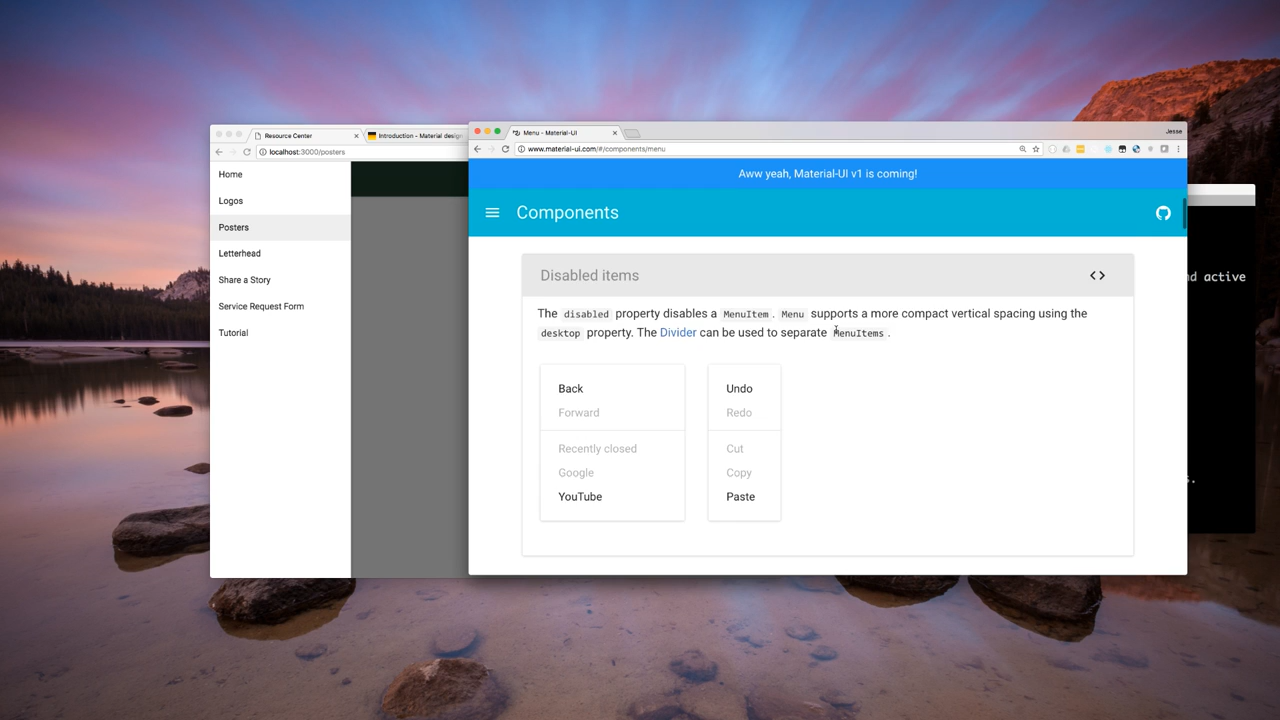 Resource Center
Introduction - Material desig
localhost:3000/posters
Home
Logos
Posters
Letterhead
Share a Story
Service Request Form
Tutorial
Menu - Material-UI
Jesse
www.material-ui.com/#/components/menu
Aww yeah, Material-UI v1 is coming!
Components
Disabled items
The disabled property disables a MenuItem. Menu supports a more compact vertical spacing using the
desktop property. The Divider can be used to separate MenuItems.
Back
Forward
Recently closed
Google
YouTube
Undo
Redo
Cut
Copy
Paste
d active
s.